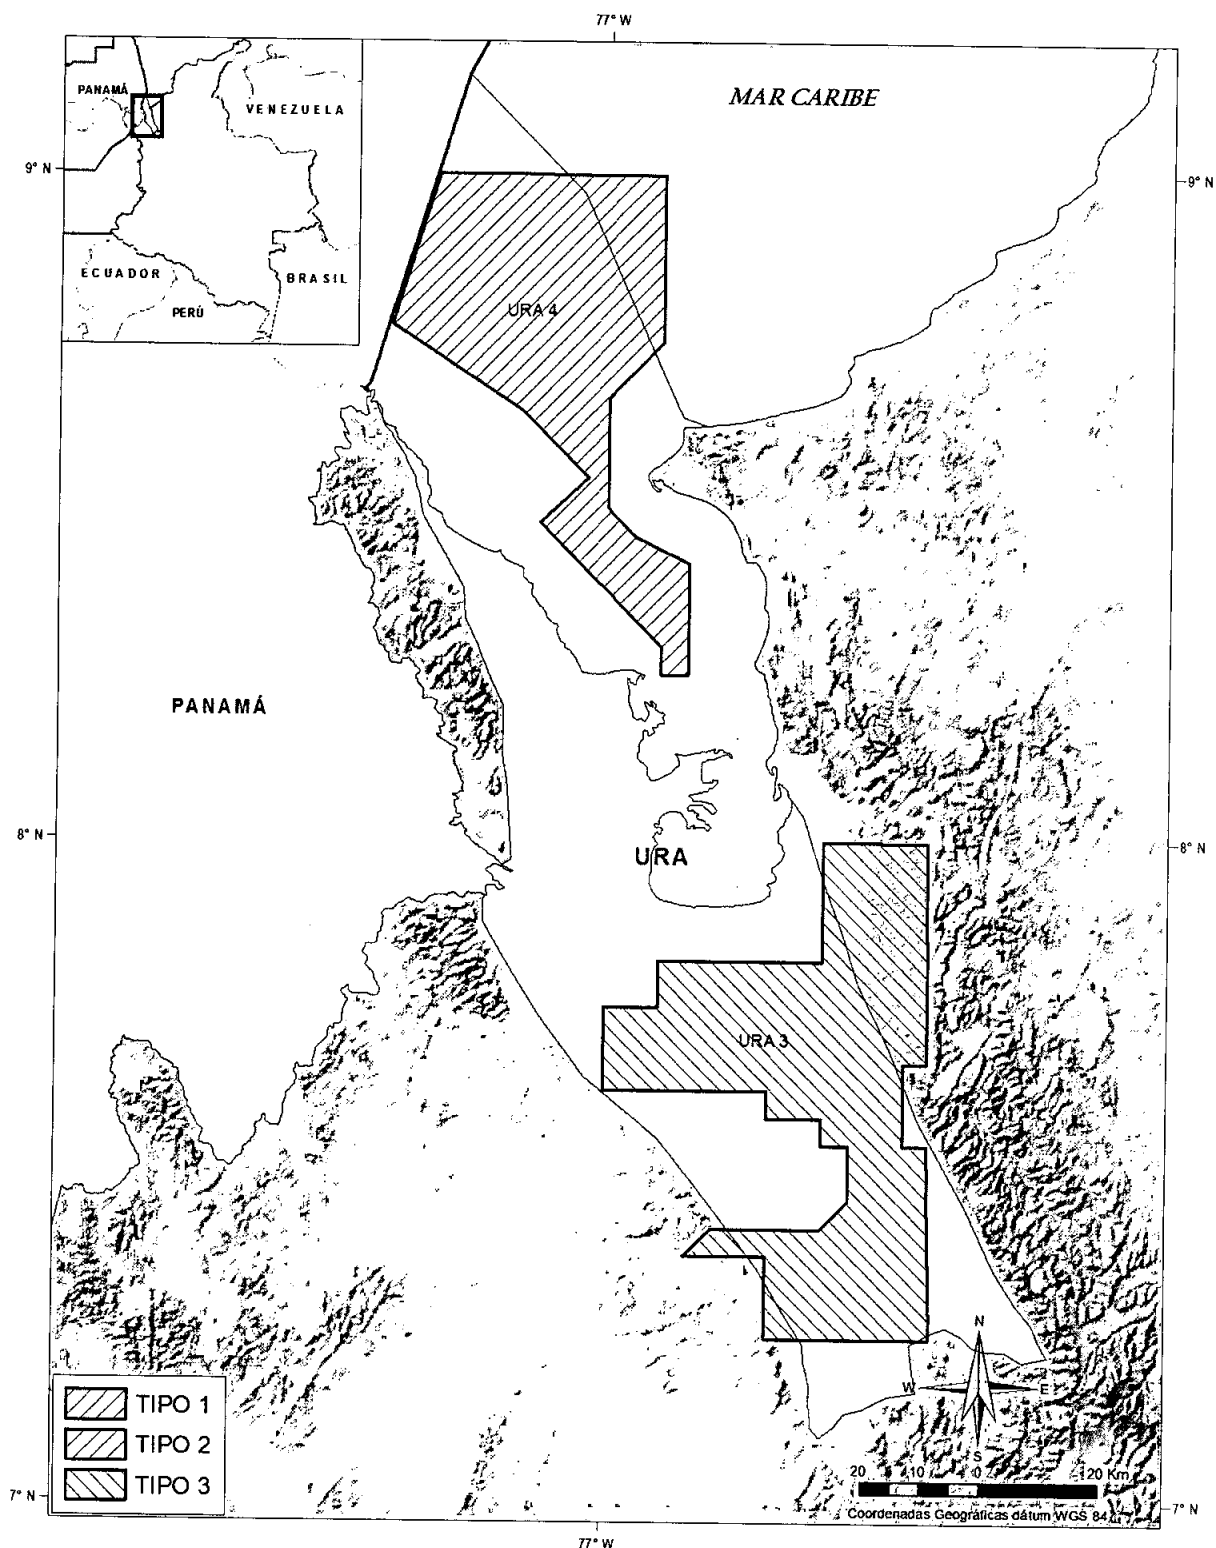 77° W
PANAMÁ
VENEZUELA
ECUADOR
BRASIL
PERÚ
MAR CARIBE
9° N
9° N
URA 4
PANAMÁ
8° N
8° N
URA
URA 3
TIPO 1
TIPO 2
TIPO 3
N
W
E
S
20 10 0 20 Km
Coordenadas Geográficas dátum WGS 84
7° N
7° N
77° W